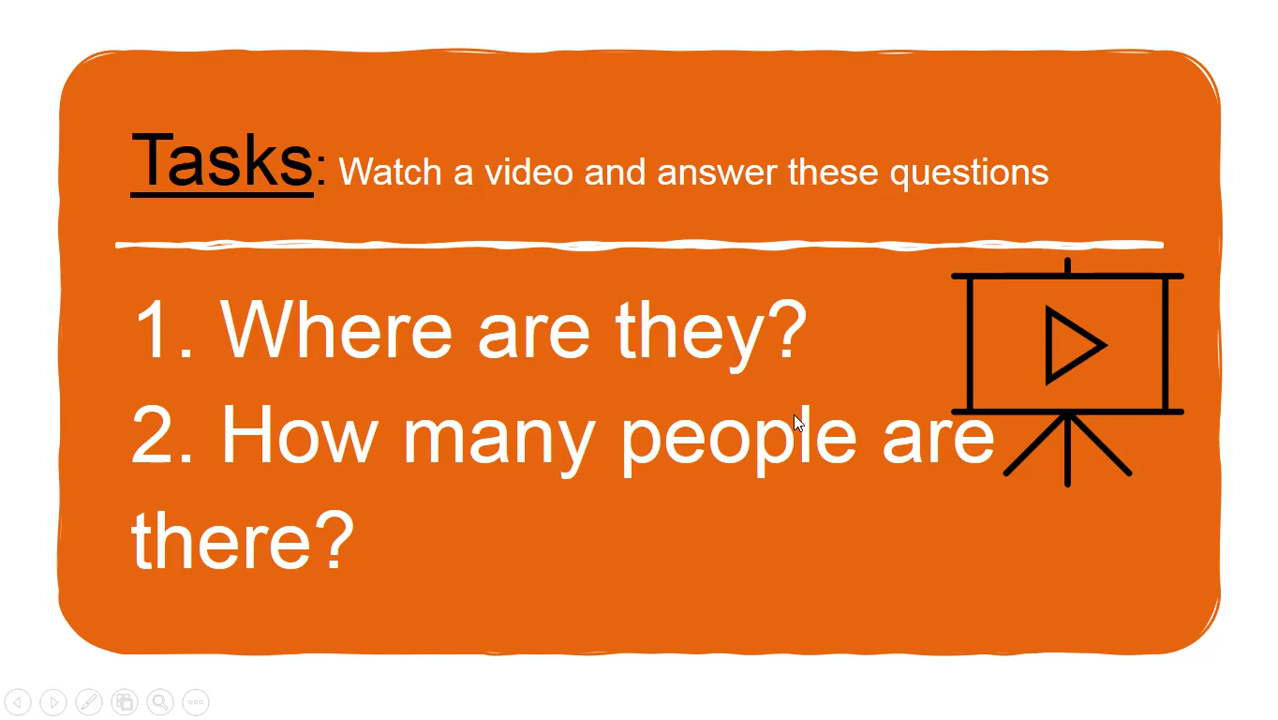 Tasks: Watch a video and answer these questions
1. Where are they?
2. How many people are
there?